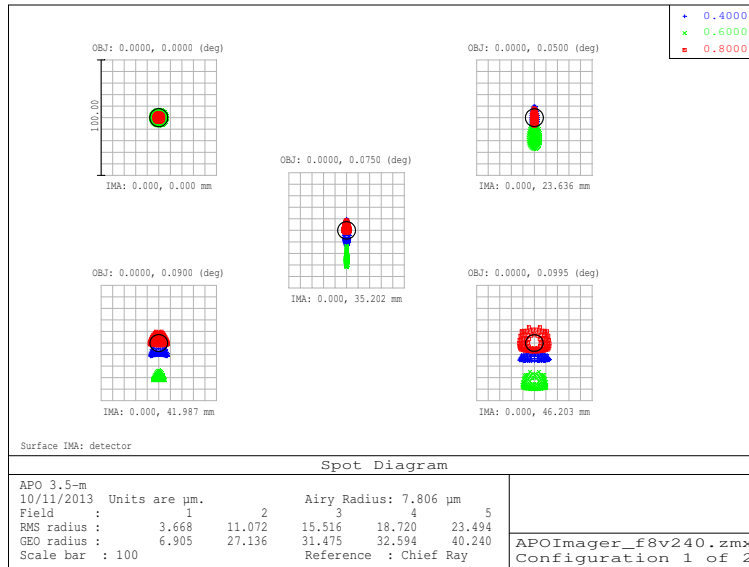 + 0.4000
× 0.6000
0.8000
OBJ: 0.0000, 0.0000 (deg)
OBJ: 0.0000, 0.0500 (deg)
100.00
IMA: 0.000, 0.000 mm
IMA: 0.000, 23.636 mm
OBJ: 0.0000, 0.0750 (deg)
IMA: 0.000, 35.202 mm
OBJ: 0.0000, 0.0900 (deg)
OBJ: 0.0000, 0.0995 (deg)
IMA: 0.000, 41.987 mm
IMA: 0.000, 46.203 mm
Surface IMA: detector
Spot Diagram
APO 3.5-m
10/11/2013 Units are µm. Airy Radius: 7.806 µm
Field : 1 2 3 4 5
RMS radius : 3.668 11.072 15.516 18.720 23.494
GEO radius : 6.905 27.136 31.475 32.594 40.240
Scale bar : 100 Reference : Chief Ray
APOImager_f8v240.zmx
Configuration 1 of 2